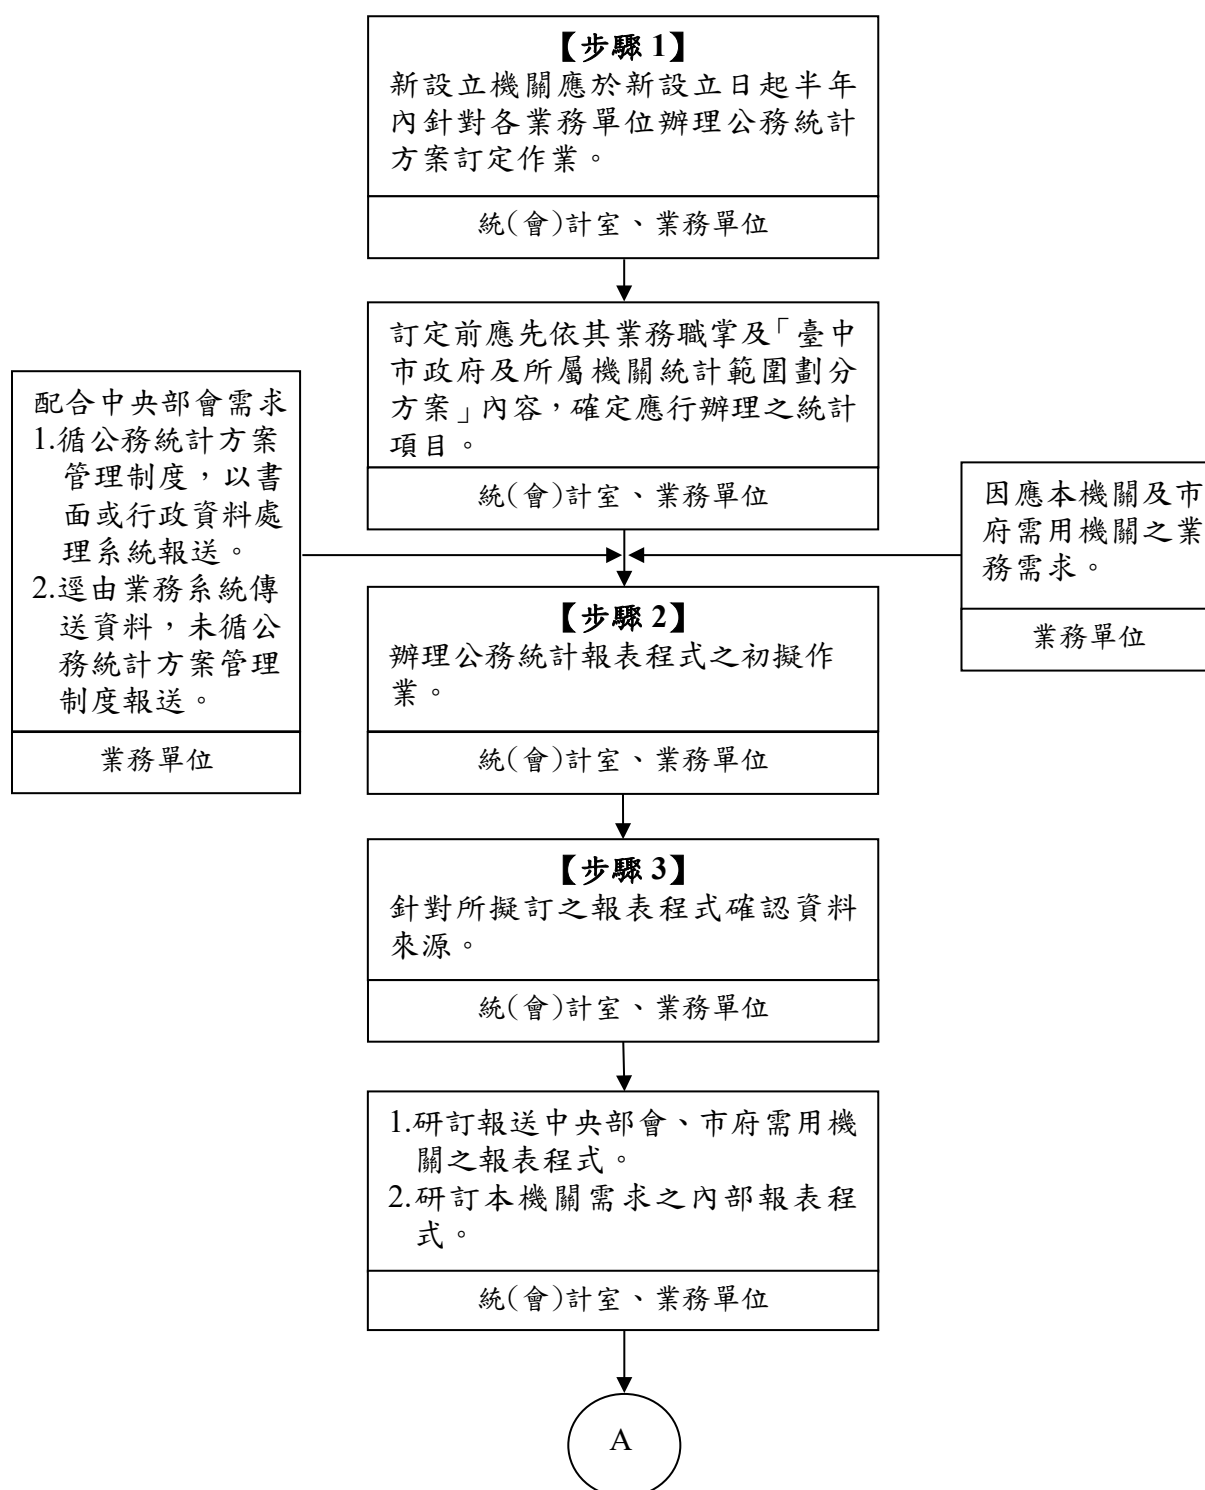 【步驟 1】
新設立機關應於新設立日起半年
內針對各業務單位辦理公務統計
方案訂定作業。
統(會)計室、業務單位
訂定前應先依其業務職掌及「臺中
市政府及所屬機關統計範圍劃分
方案」內容，確定應行辦理之統計
項目。
統(會)計室、業務單位
配合中央部會需求
1.循公務統計方案
管理制度，以書
面或行政資料處
理系統報送。
2.逕由業務系統傳
送資料，未循公
務統計方案管理
制度報送。
業務單位
因應本機關及市
府需用機關之業
務需求。
業務單位
【步驟 2】
辦理公務統計報表程式之初擬作
業。
統(會)計室、業務單位
【步驟 3】
針對所擬訂之報表程式確認資料
來源。
統(會)計室、業務單位
1.研訂報送中央部會、市府需用機
關之報表程式。
2.研訂本機關需求之內部報表程
式。
統(會)計室、業務單位
A